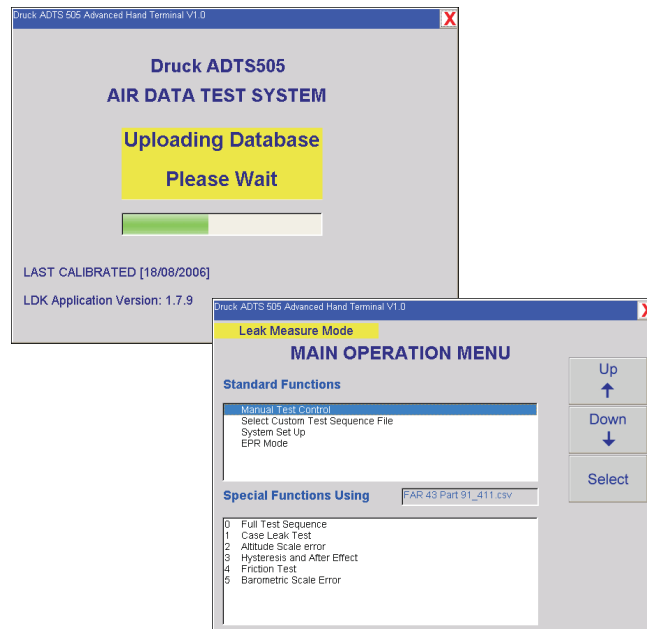 Druck ADTS 505 Advanced Hand Terminal V1.0
X
Druck ADTS505
AIR DATA TEST SYSTEM
Uploading Database
Please Wait
LAST CALIBRATED [18/08/2006]
LDK Application Version: 1.7.9
Druck ADTS 505 Advanced Hand Terminal V1.0
X
Leak Measure Mode
MAIN OPERATION MENU
Standard Functions
Manual Test Control
Select Custom Test Sequence File
System Set Up
EPR Mode
Up
Down
Select
Special Functions Using
FAR 43 Part 91_411.csv
0 Full Test Sequence
1 Case Leak Test
2 Altitude Scale error
3 Hysteresis and After Effect
4 Friction Test
5 Barometric Scale Error